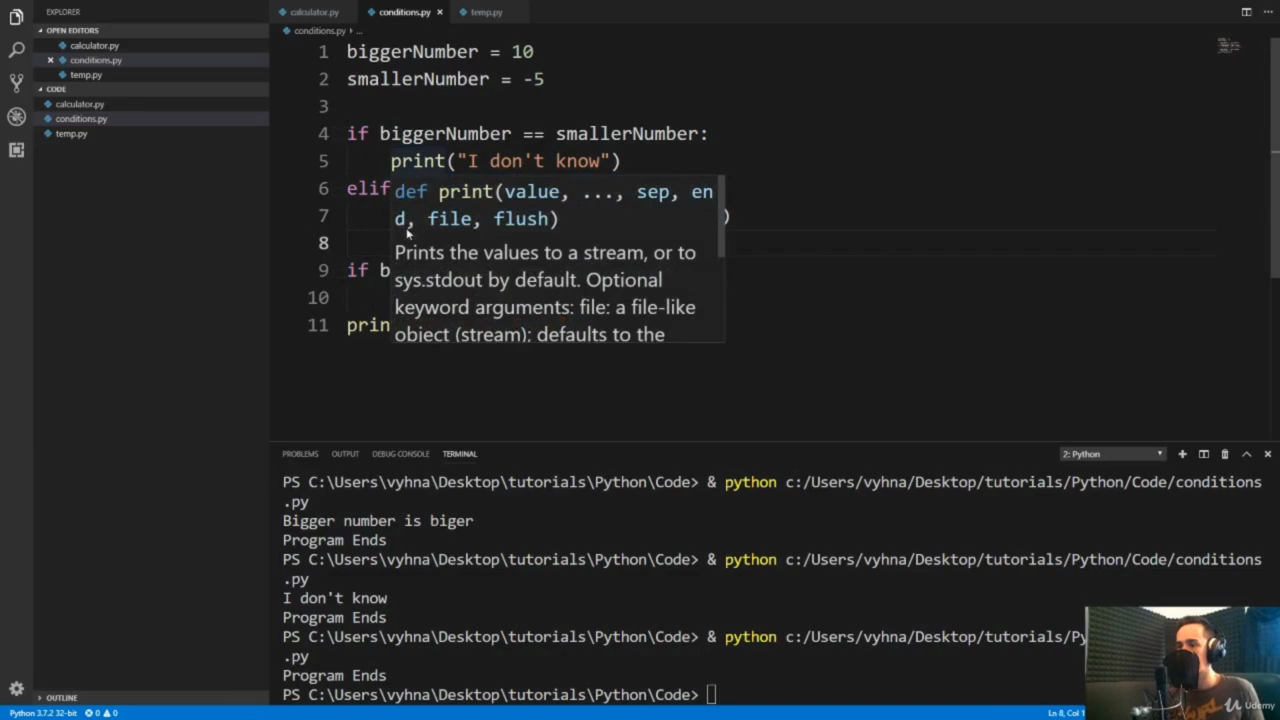 EXPLORER
OPEN EDITORS
calculator.py
conditions.py
temp.py
CODE
calculator.py
conditions.py
temp.py
OUTLINE
calculator.py conditions.py temp.py
conditions.py > ...
1 biggerNumber = 10
2 smallerNumber = -5
3
4 if biggerNumber == smallerNumber:
5 print("I don't know")
6 elif
7 )
8
9 if b
10
11 prin
def print(value, ..., sep, en
d, file, flush)
Prints the values to a stream, or to
sys.stdout by default. Optional
keyword arguments: file: a file-like
object (stream); defaults to the
PROBLEMS OUTPUT DEBUG CONSOLE TERMINAL 2: Python
PS C:\Users\vyhna\Desktop\tutorials\Python\Code> & python c:/Users/vyhna/Desktop/tutorials/Python/Code/conditions
.py
Bigger number is biger
Program Ends
PS C:\Users\vyhna\Desktop\tutorials\Python\Code> & python c:/Users/vyhna/Desktop/tutorials/Python/Code/conditions
.py
I don't know
Program Ends
PS C:\Users\vyhna\Desktop\tutorials\Python\Code> & python c:/Users/vyhna/Desktop/tutorials/Py
.py
Program Ends
PS C:\Users\vyhna\Desktop\tutorials\Python\Code>
Python 3.7.2 32-bit 0 0 Ln 8, Col 1
Udemy